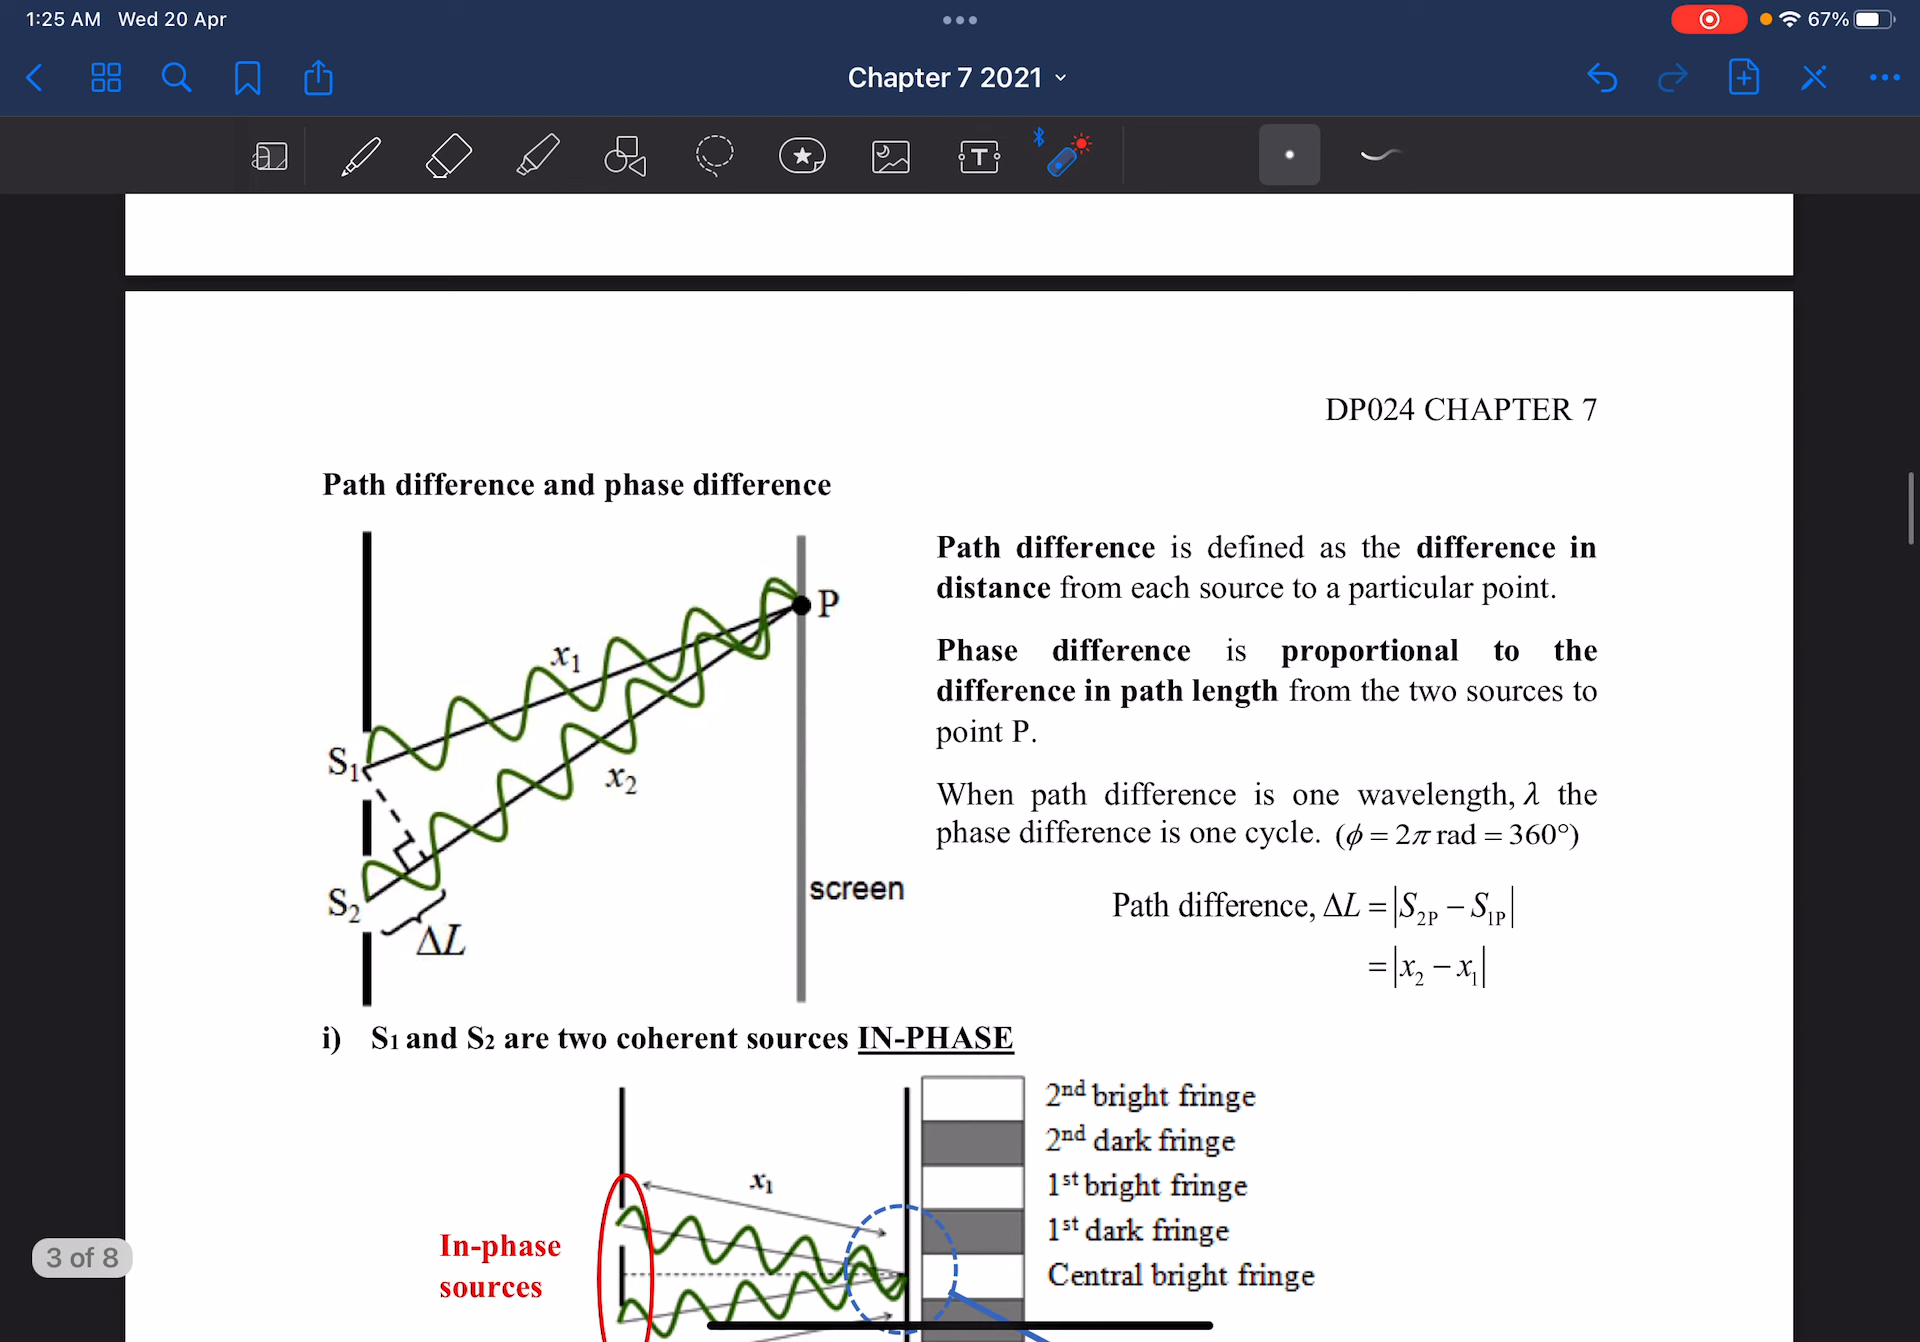 1:25 AM Wed 20 Apr
67%
Chapter 7 2021
DP024 CHAPTER 7
Path difference and phase difference
Path difference is defined as the difference in
distance from each source to a particular point.
Phase difference is proportional to the
difference in path length from the two sources to
point P.
When path difference is one wavelength, λ the
phase difference is one cycle. (ϕ = 2π rad = 360°)
Path difference, ΔL = |S₂P − S₁P|
= |x₂ − x₁|
P
x₁
S₁
x₂
S₂
screen
ΔL
i) S₁ and S₂ are two coherent sources IN-PHASE
2nd bright fringe
2nd dark fringe
1st bright fringe
1st dark fringe
Central bright fringe
x₁
In-phase
sources
3 of 8